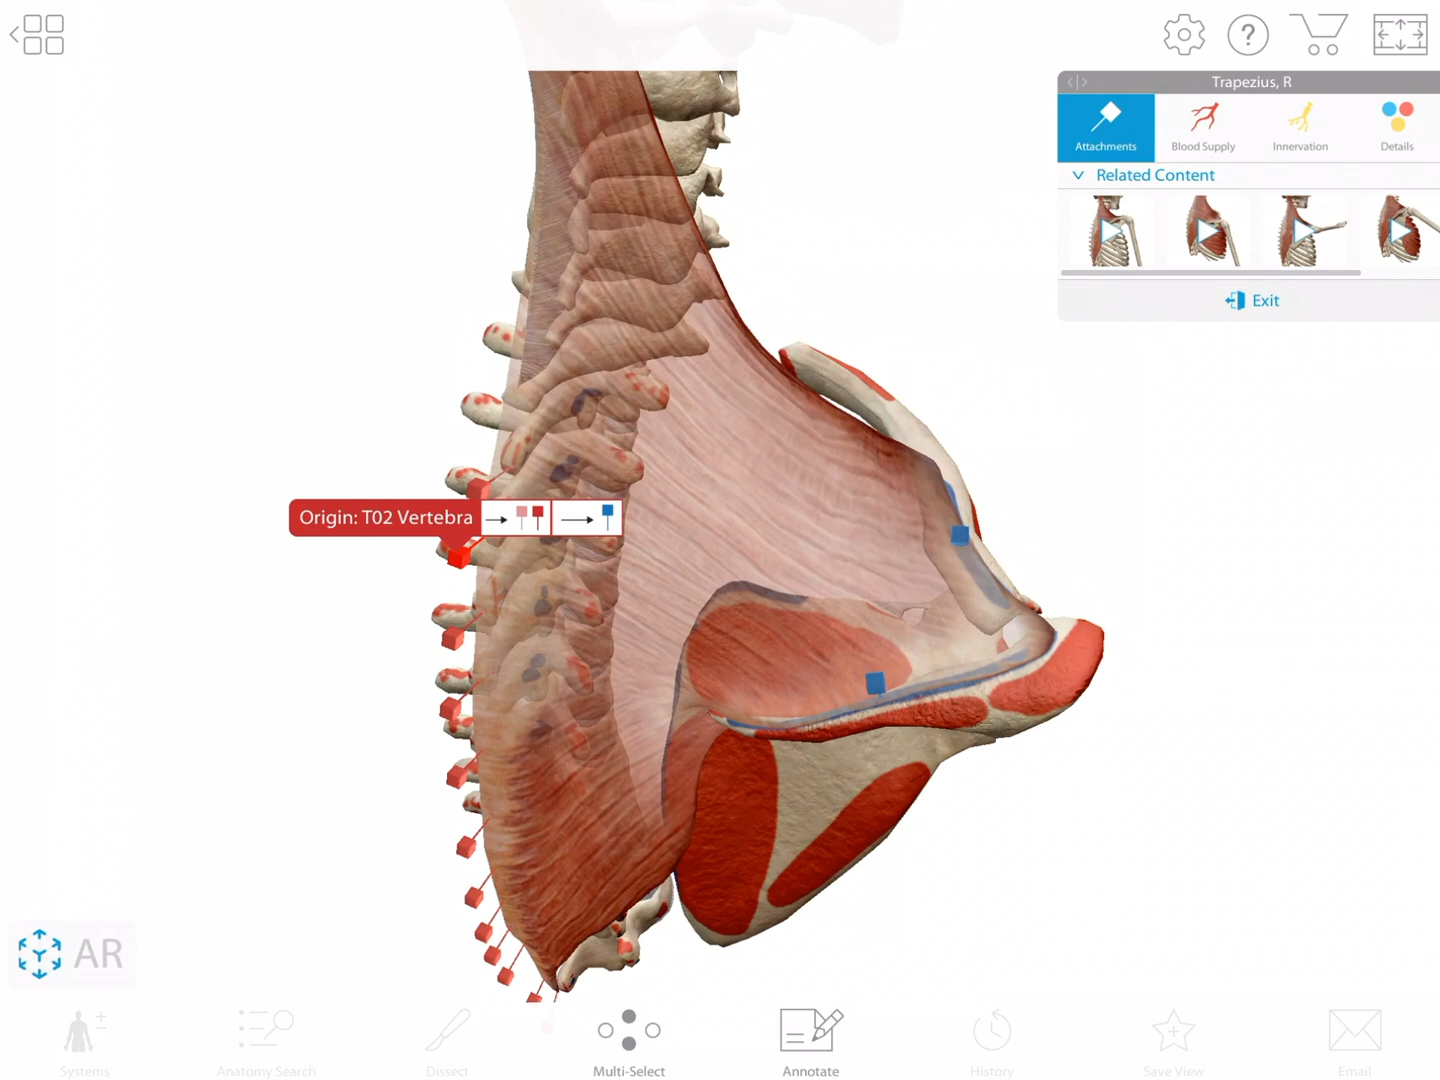 Trapezius, R
Attachments
Blood Supply
Innervation
Details
Related Content
Exit
Origin: T02 Vertebra
AR
Systems
Anatomy Search
Dissect
Multi-Select
Annotate
History
Save View
Email